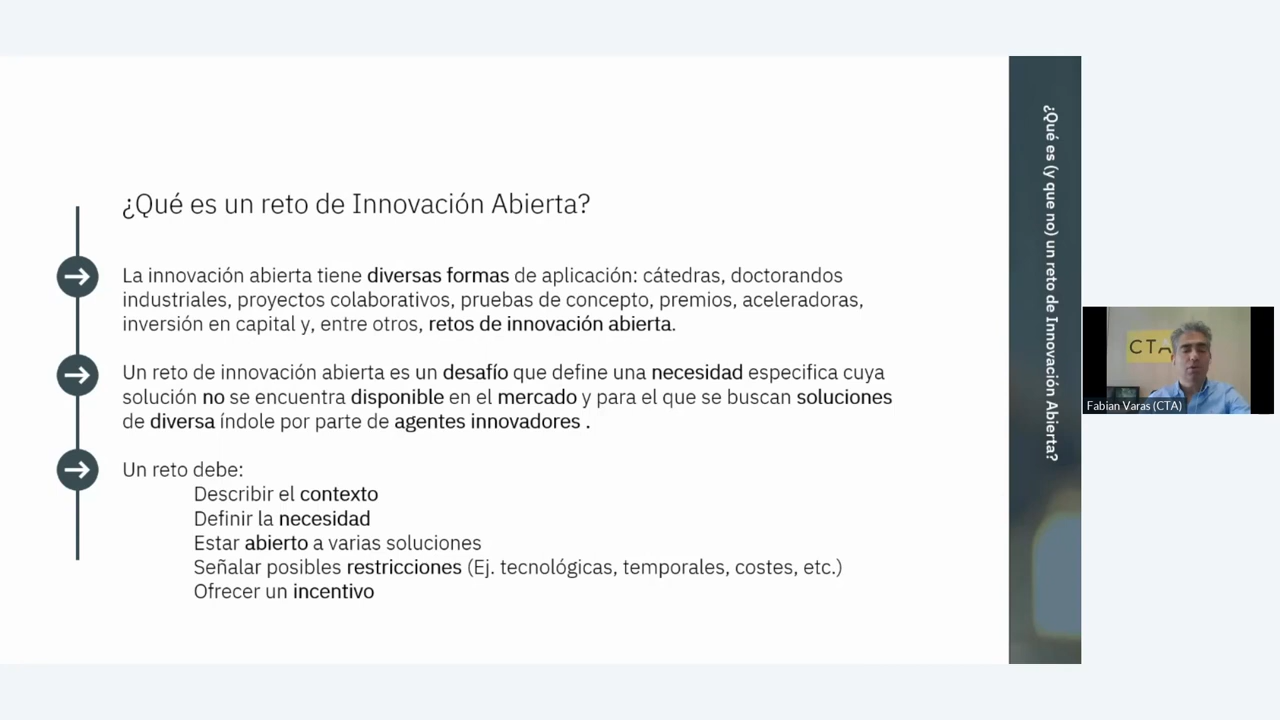 ¿Qué es un reto de Innovación Abierta?
La innovación abierta tiene diversas formas de aplicación: cátedras, doctorandos
industriales, proyectos colaborativos, pruebas de concepto, premios, aceleradoras,
inversión en capital y, entre otros, retos de innovación abierta.
Un reto de innovación abierta es un desafío que define una necesidad especifica cuya
solución no se encuentra disponible en el mercado y para el que se buscan soluciones
de diversa índole por parte de agentes innovadores .
Un reto debe:
Describir el contexto
Definir la necesidad
Estar abierto a varias soluciones
Señalar posibles restricciones (Ej. tecnológicas, temporales, costes, etc.)
Ofrecer un incentivo
¿Qué es (y que no) un reto de Innovación Abierta?
CTA
Fabian Varas (CTA)